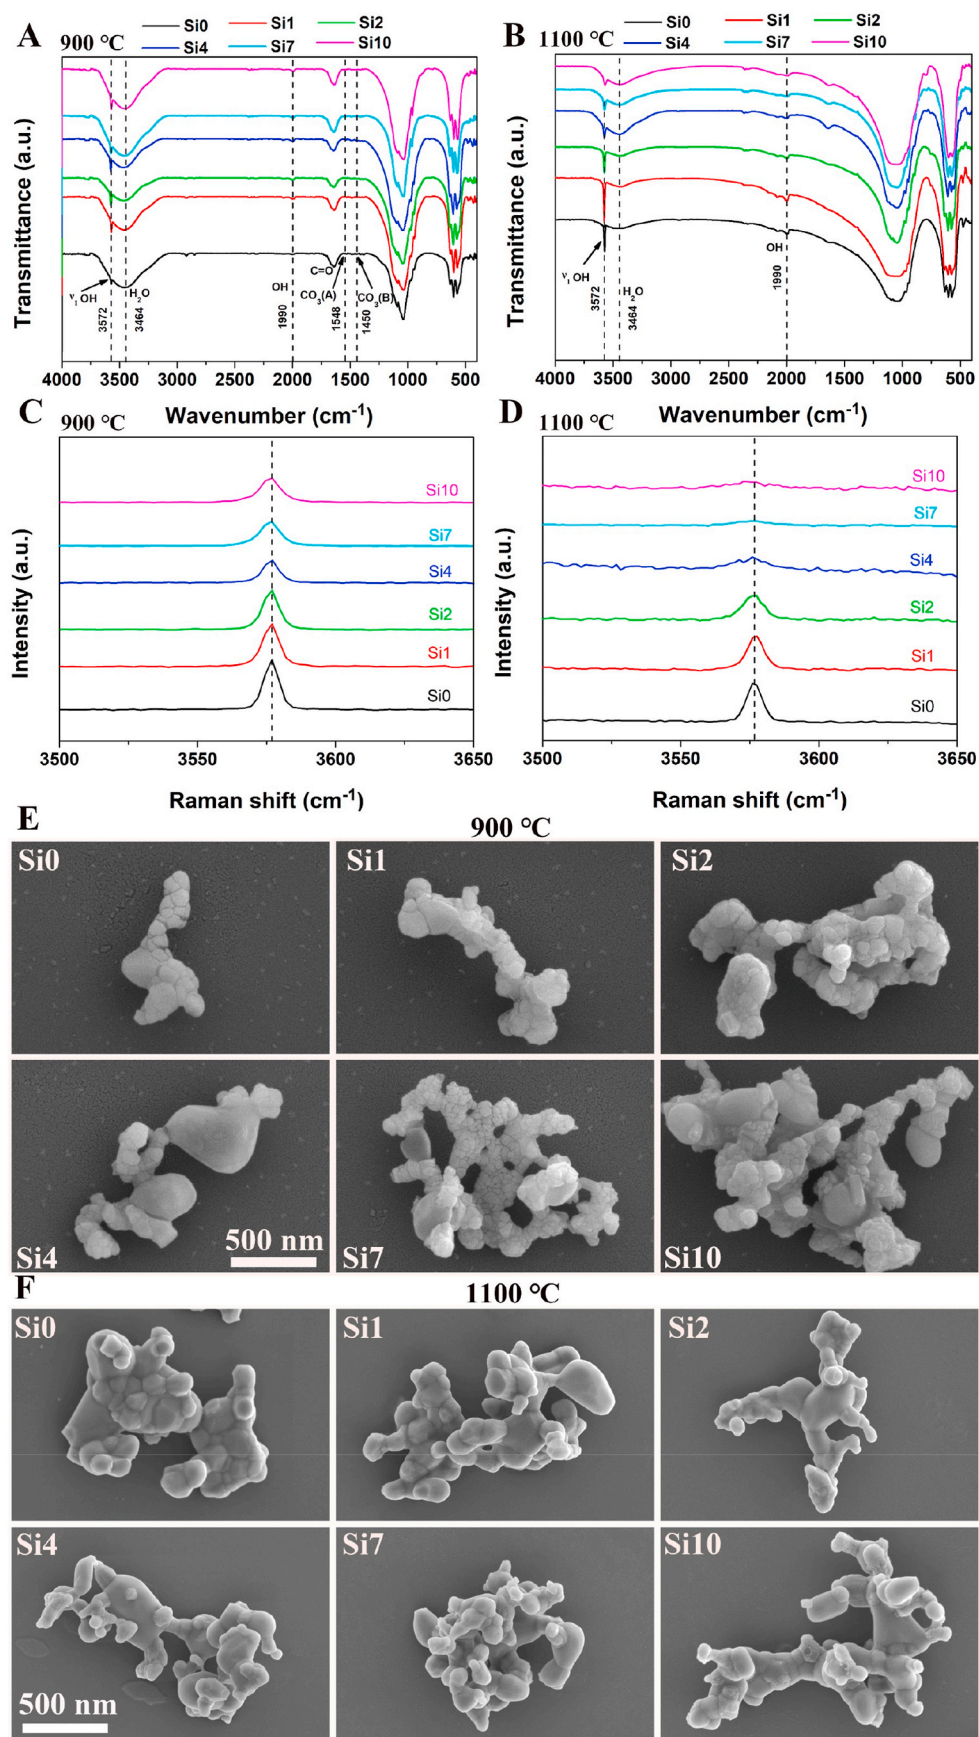 A
900 °C
Si0 Si1 Si2
Si4 Si7 Si10
Transmittance (a.u.)
ν₁ OH
3572
H₂O
3464
OH
1990
C=O
CO₃(A)
1548
CO₃(B)
1450
4000 3500 3000 2500 2000 1500 1000 500
Wavenumber (cm⁻¹)
B
1100 °C
Si0 Si1 Si2
Si4 Si7 Si10
Transmittance (a.u.)
ν₁ OH
3572
H₂O
3464
OH
1990
4000 3500 3000 2500 2000 1500 1000 500
Wavenumber (cm⁻¹)
C
900 °C
Intensity (a.u.)
Si10
Si7
Si4
Si2
Si1
Si0
3500 3550 3600 3650
Raman shift (cm⁻¹)
D
1100 °C
Intensity (a.u.)
Si10
Si7
Si4
Si2
Si1
Si0
3500 3550 3600 3650
Raman shift (cm⁻¹)
E
900 °C
Si0
Si1
Si2
Si4
500 nm
Si7
Si10
F
1100 °C
Si0
Si1
Si2
Si4
500 nm
Si7
Si10